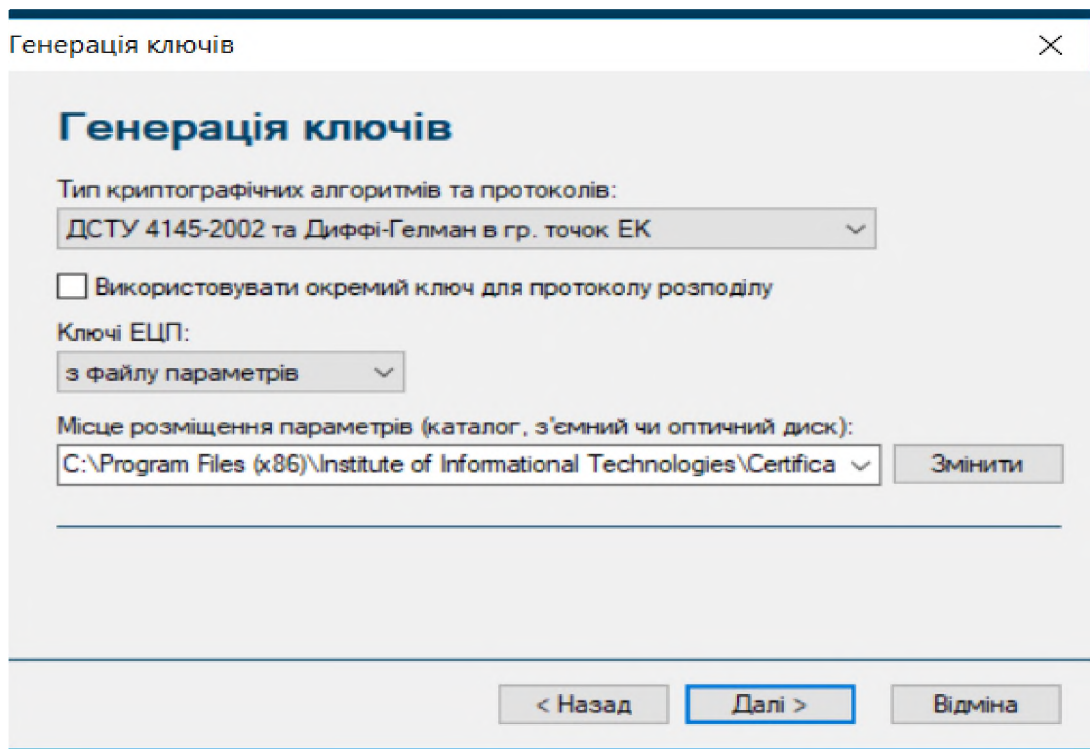 Генерація ключів
Генерація ключів
Тип криптографічних алгоритмів та протоколів:
ДСТУ 4145-2002 та Диффі-Гелман в гр. точок ЕК
Використовувати окремий ключ для протоколу розподілу
Ключі ЕЦП:
з файлу параметрів
Місце розміщення параметрів (каталог, з'ємний чи оптичний диск):
C:\Program Files (x86)\Institute of Informational Technologies\Certifica
Змінити
< Назад
Далі >
Відміна